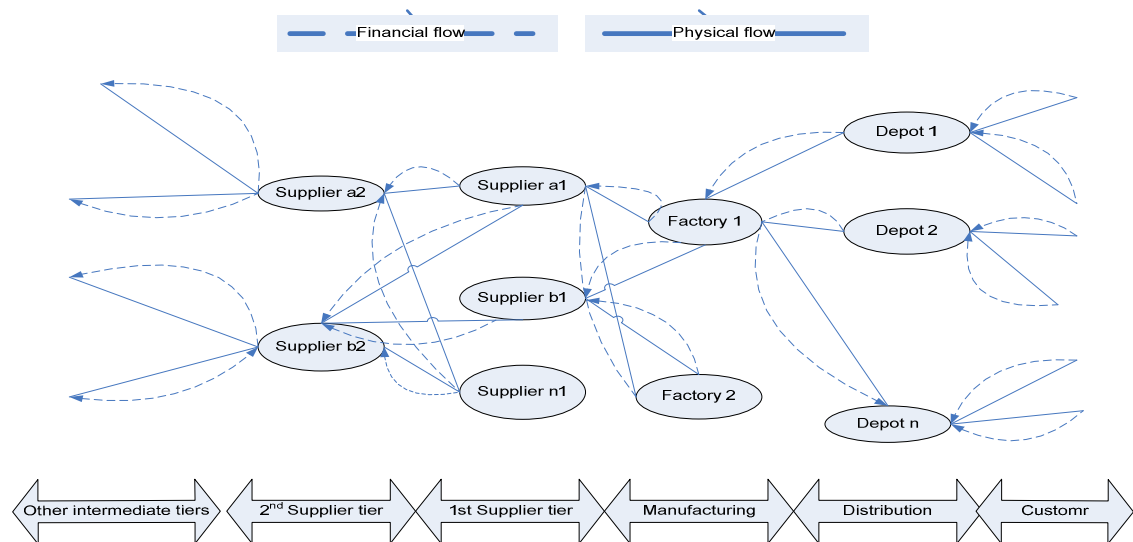 Financial flow
Physical flow
Depot 1
Supplier a2
Supplier a1
Factory 1
Depot 2
Supplier b1
Supplier b2
Supplier n1
Factory 2
Depot n
Other intermediate tiers
2nd Supplier tier
1st Supplier tier
Manufacturing
Distribution
Customr